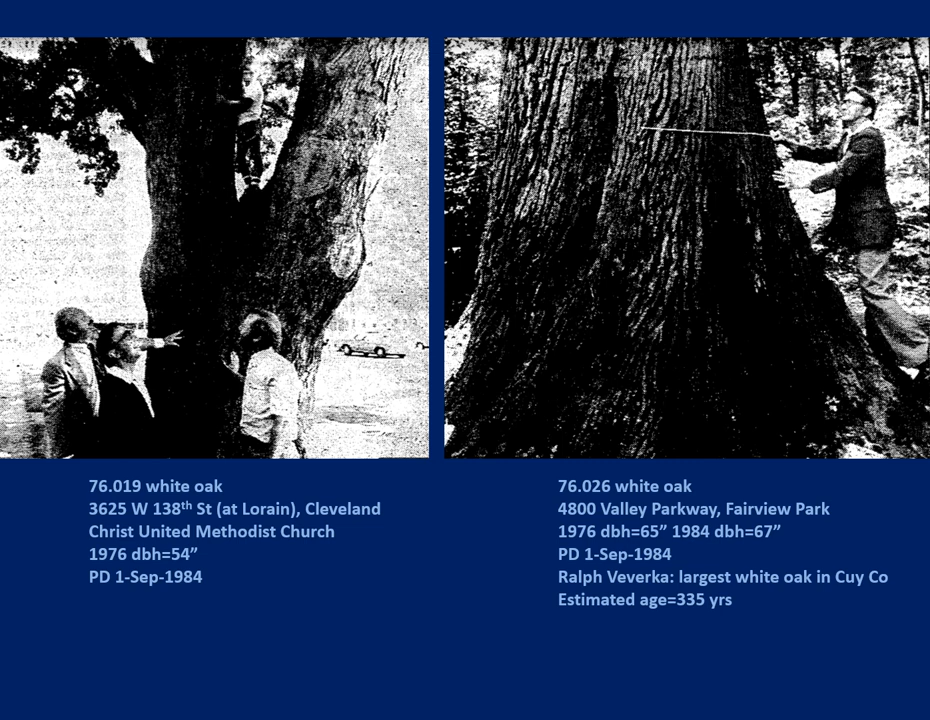 76.019 white oak
3625 W 138th St (at Lorain), Cleveland
Christ United Methodist Church
1976 dbh=54”
PD 1-Sep-1984
76.026 white oak
4800 Valley Parkway, Fairview Park
1976 dbh=65” 1984 dbh=67”
PD 1-Sep-1984
Ralph Veverka: largest white oak in Cuy Co
Estimated age=335 yrs